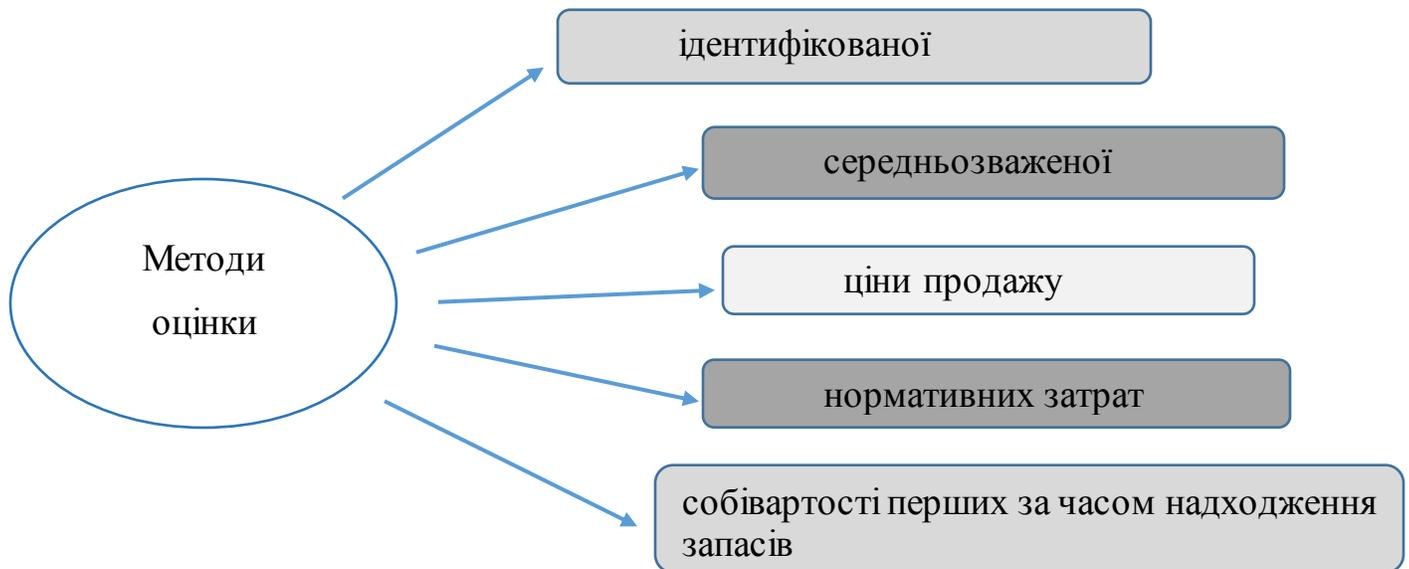 ідентифікованої
середньозваженої
Методи
оцінки
ціни продажу
нормативних затрат
собівартості перших за часом надходження
запасів